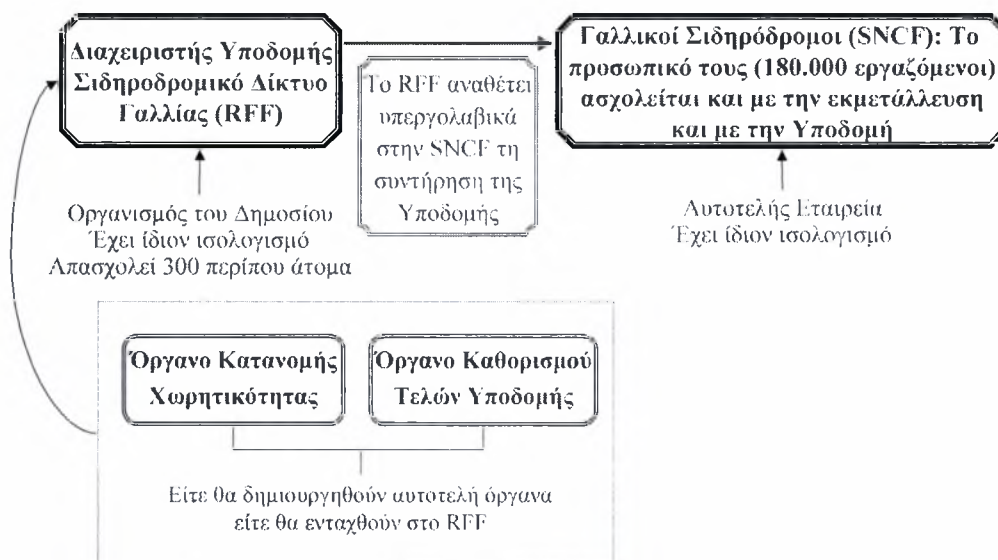 Διαχειριστής Υποδομής
Σιδηροδρομικό Δίκτυο
Γαλλίας (RFF)
Το RFF αναθέτει
υπεργολαβικά
στην SNCF τη
συντήρηση της
Υποδομής
Γαλλικοί Σιδηρόδρομοι (SNCF): Το
προσωπικό τους (180.000 εργαζόμενοι)
ασχολείται και με την εκμετάλλευση
και με την Υποδομή
Οργανισμός του Δημοσίου
Έχει ίδιον ισολογισμό
Απασχολεί 300 περίπου άτομα
Αυτοτελής Εταιρεία
Έχει ίδιον ισολογισμό
Όργανο Κατανομής
Χωρητικότητας
Όργανο Καθορισμού
Τελών Υποδομής
Είτε θα δημιουργηθούν αυτοτελή όργανα
είτε θα ενταχθούν στο RFF